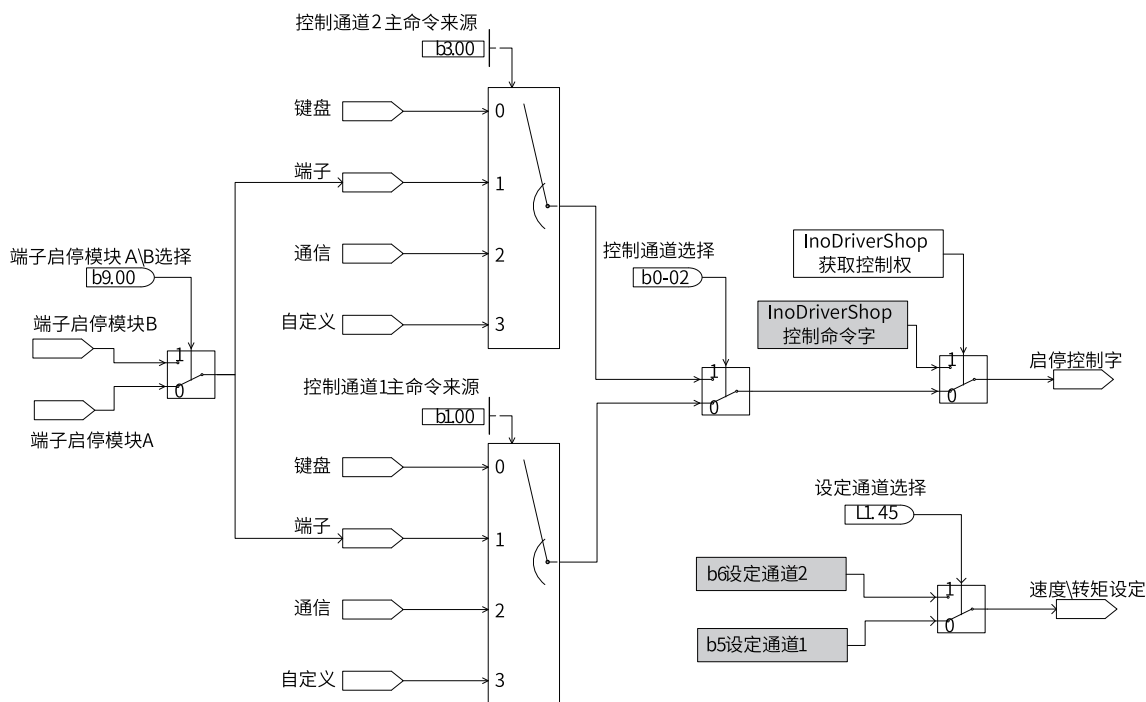 控制通道2主命令来源
b3.00
键盘
0
端子
1
通信
2
自定义
3
端子启停模块A\B选择
b9.00
端子启停模块B
1
0
端子启停模块A
控制通道1主命令来源
b1.00
键盘
0
端子
1
通信
2
自定义
3
控制通道选择
b0-02
1
0
InoDriverShop
获取控制权
InoDriverShop
控制命令字
1
0
启停控制字
设定通道选择
L1.45
b6设定通道2
1
0
b5设定通道1
速度\转矩设定